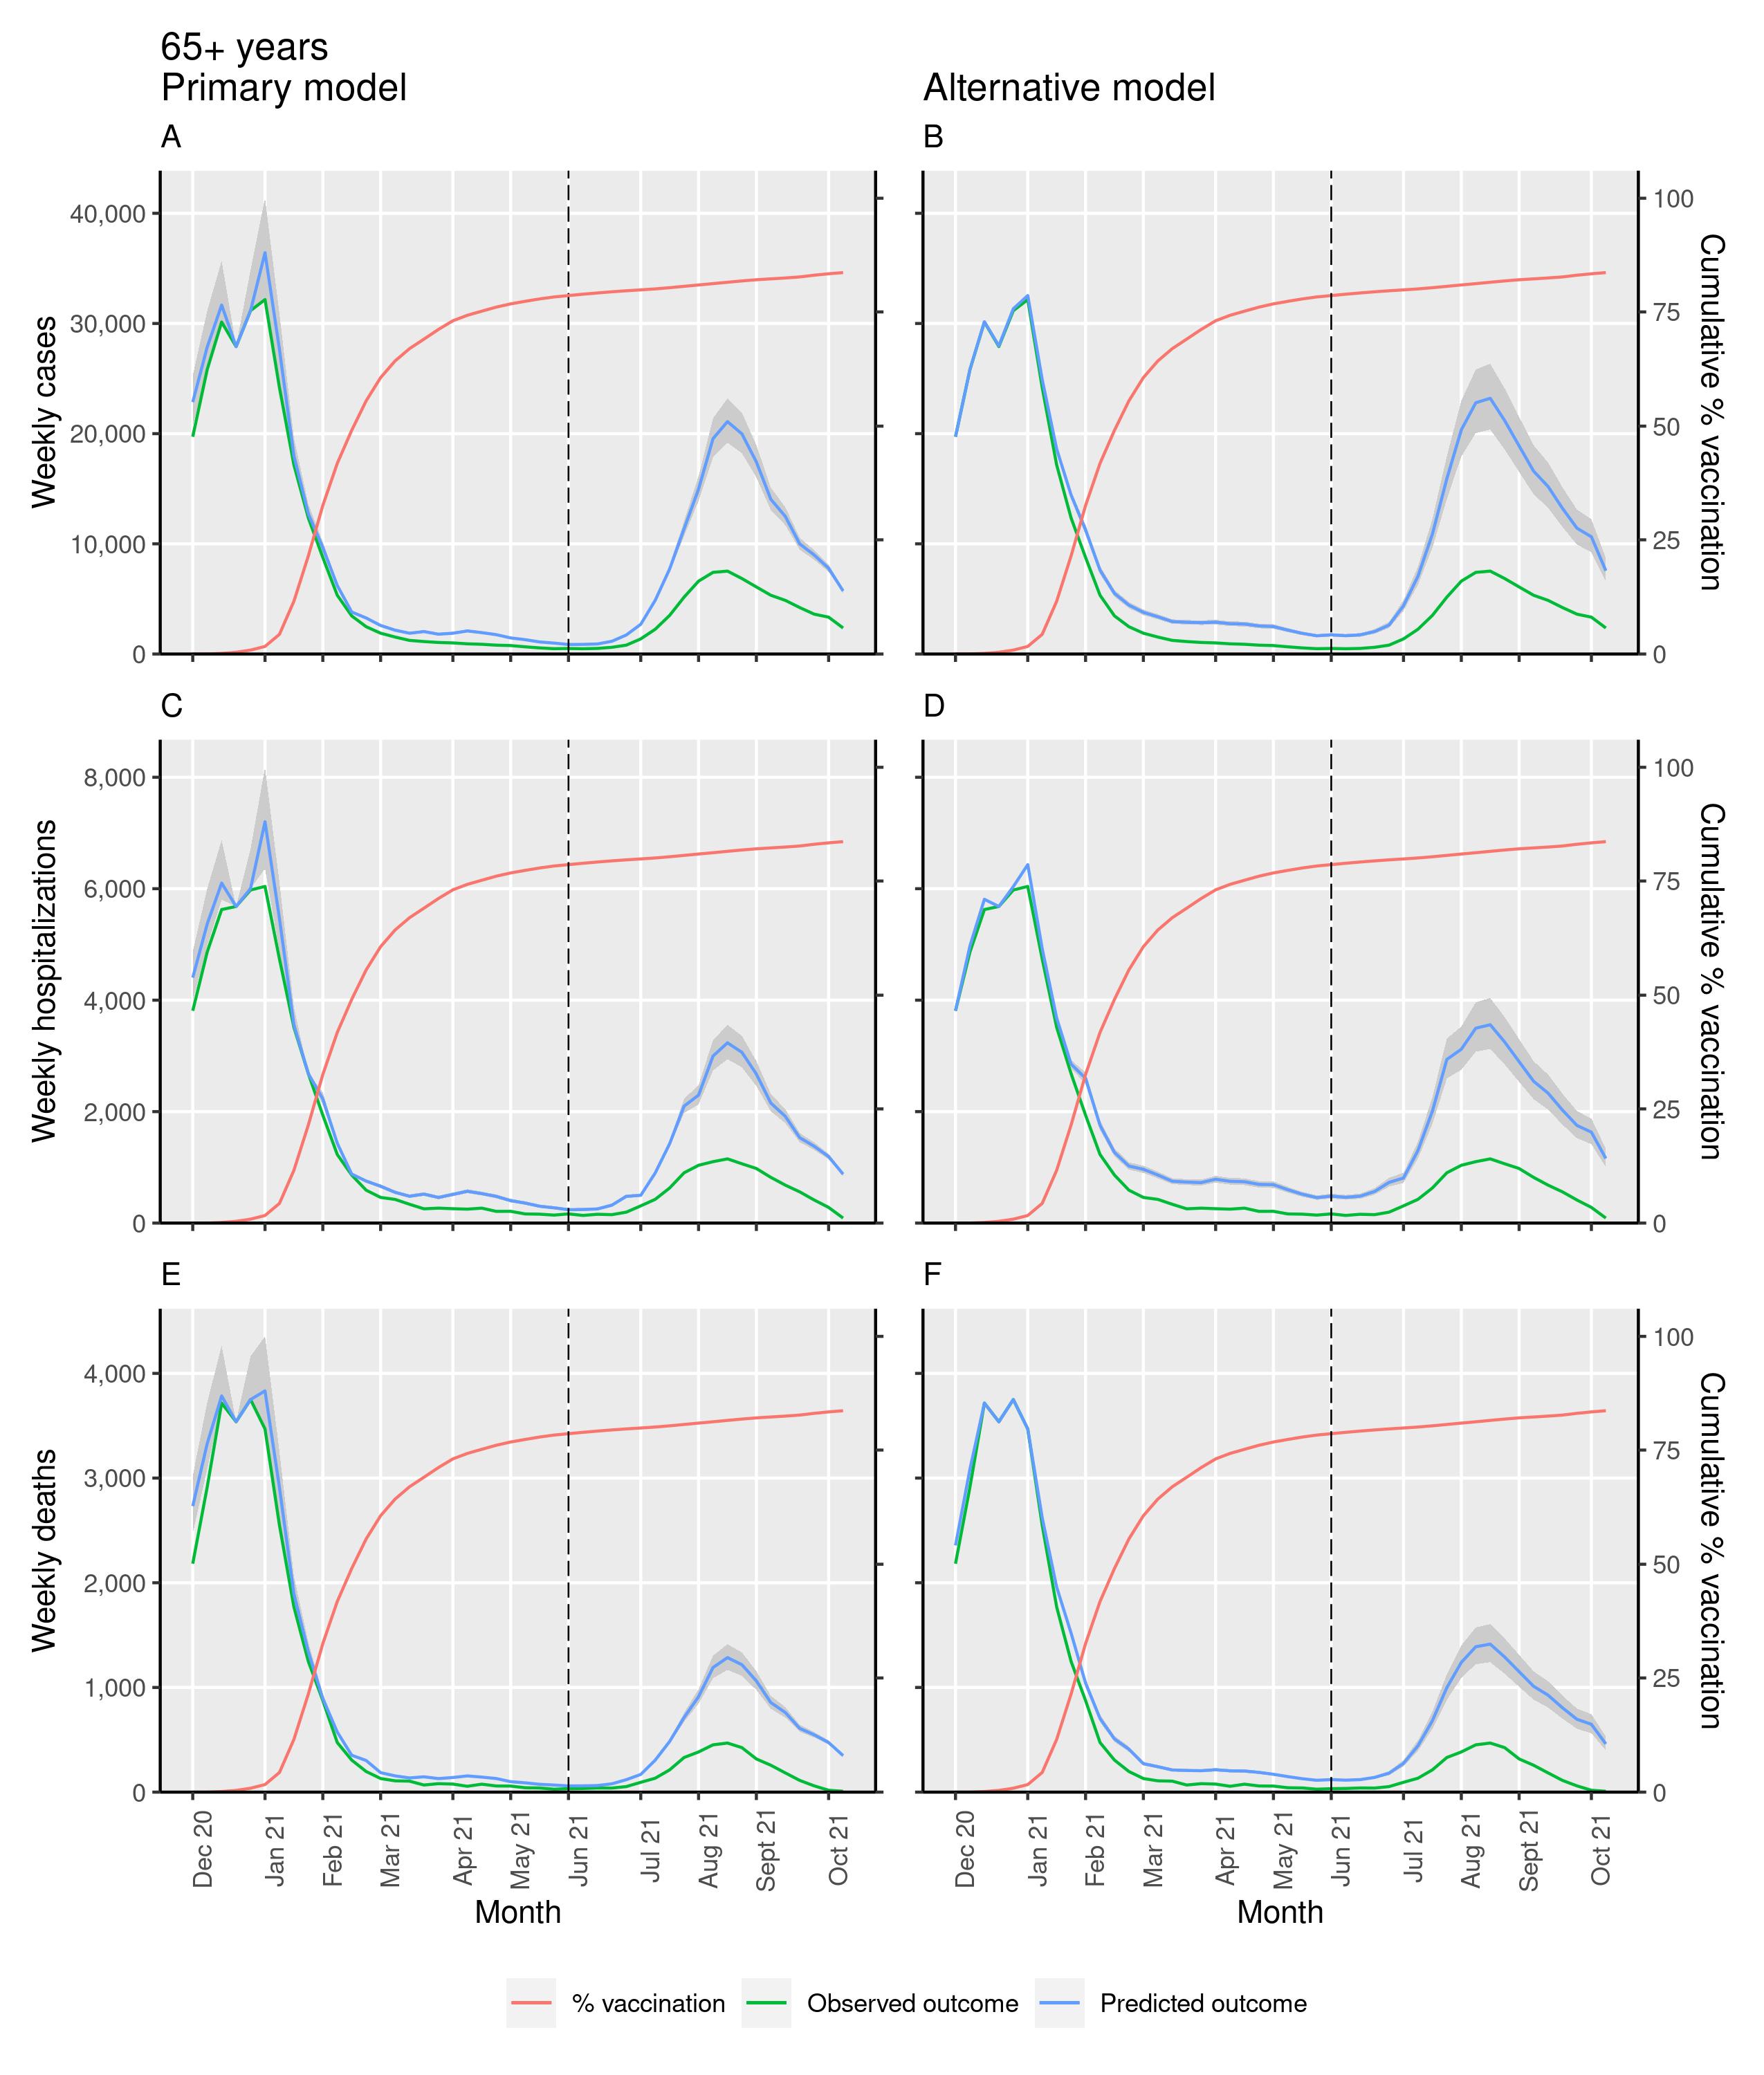 65+ years
Primary model
Alternative model
A
B
40,000
30,000
20,000
10,000
0
Weekly cases
100
75
50
25
0
Cumulative % vaccination
C
D
8,000
6,000
4,000
2,000
0
Weekly hospitalizations
100
75
50
25
0
Cumulative % vaccination
E
F
4,000
3,000
2,000
1,000
0
Weekly deaths
100
75
50
25
0
Cumulative % vaccination
Dec 20
Jan 21
Feb 21
Mar 21
Apr 21
May 21
Jun 21
Jul 21
Aug 21
Sept 21
Oct 21
Month
Dec 20
Jan 21
Feb 21
Mar 21
Apr 21
May 21
Jun 21
Jul 21
Aug 21
Sept 21
Oct 21
Month
% vaccination
Observed outcome
Predicted outcome